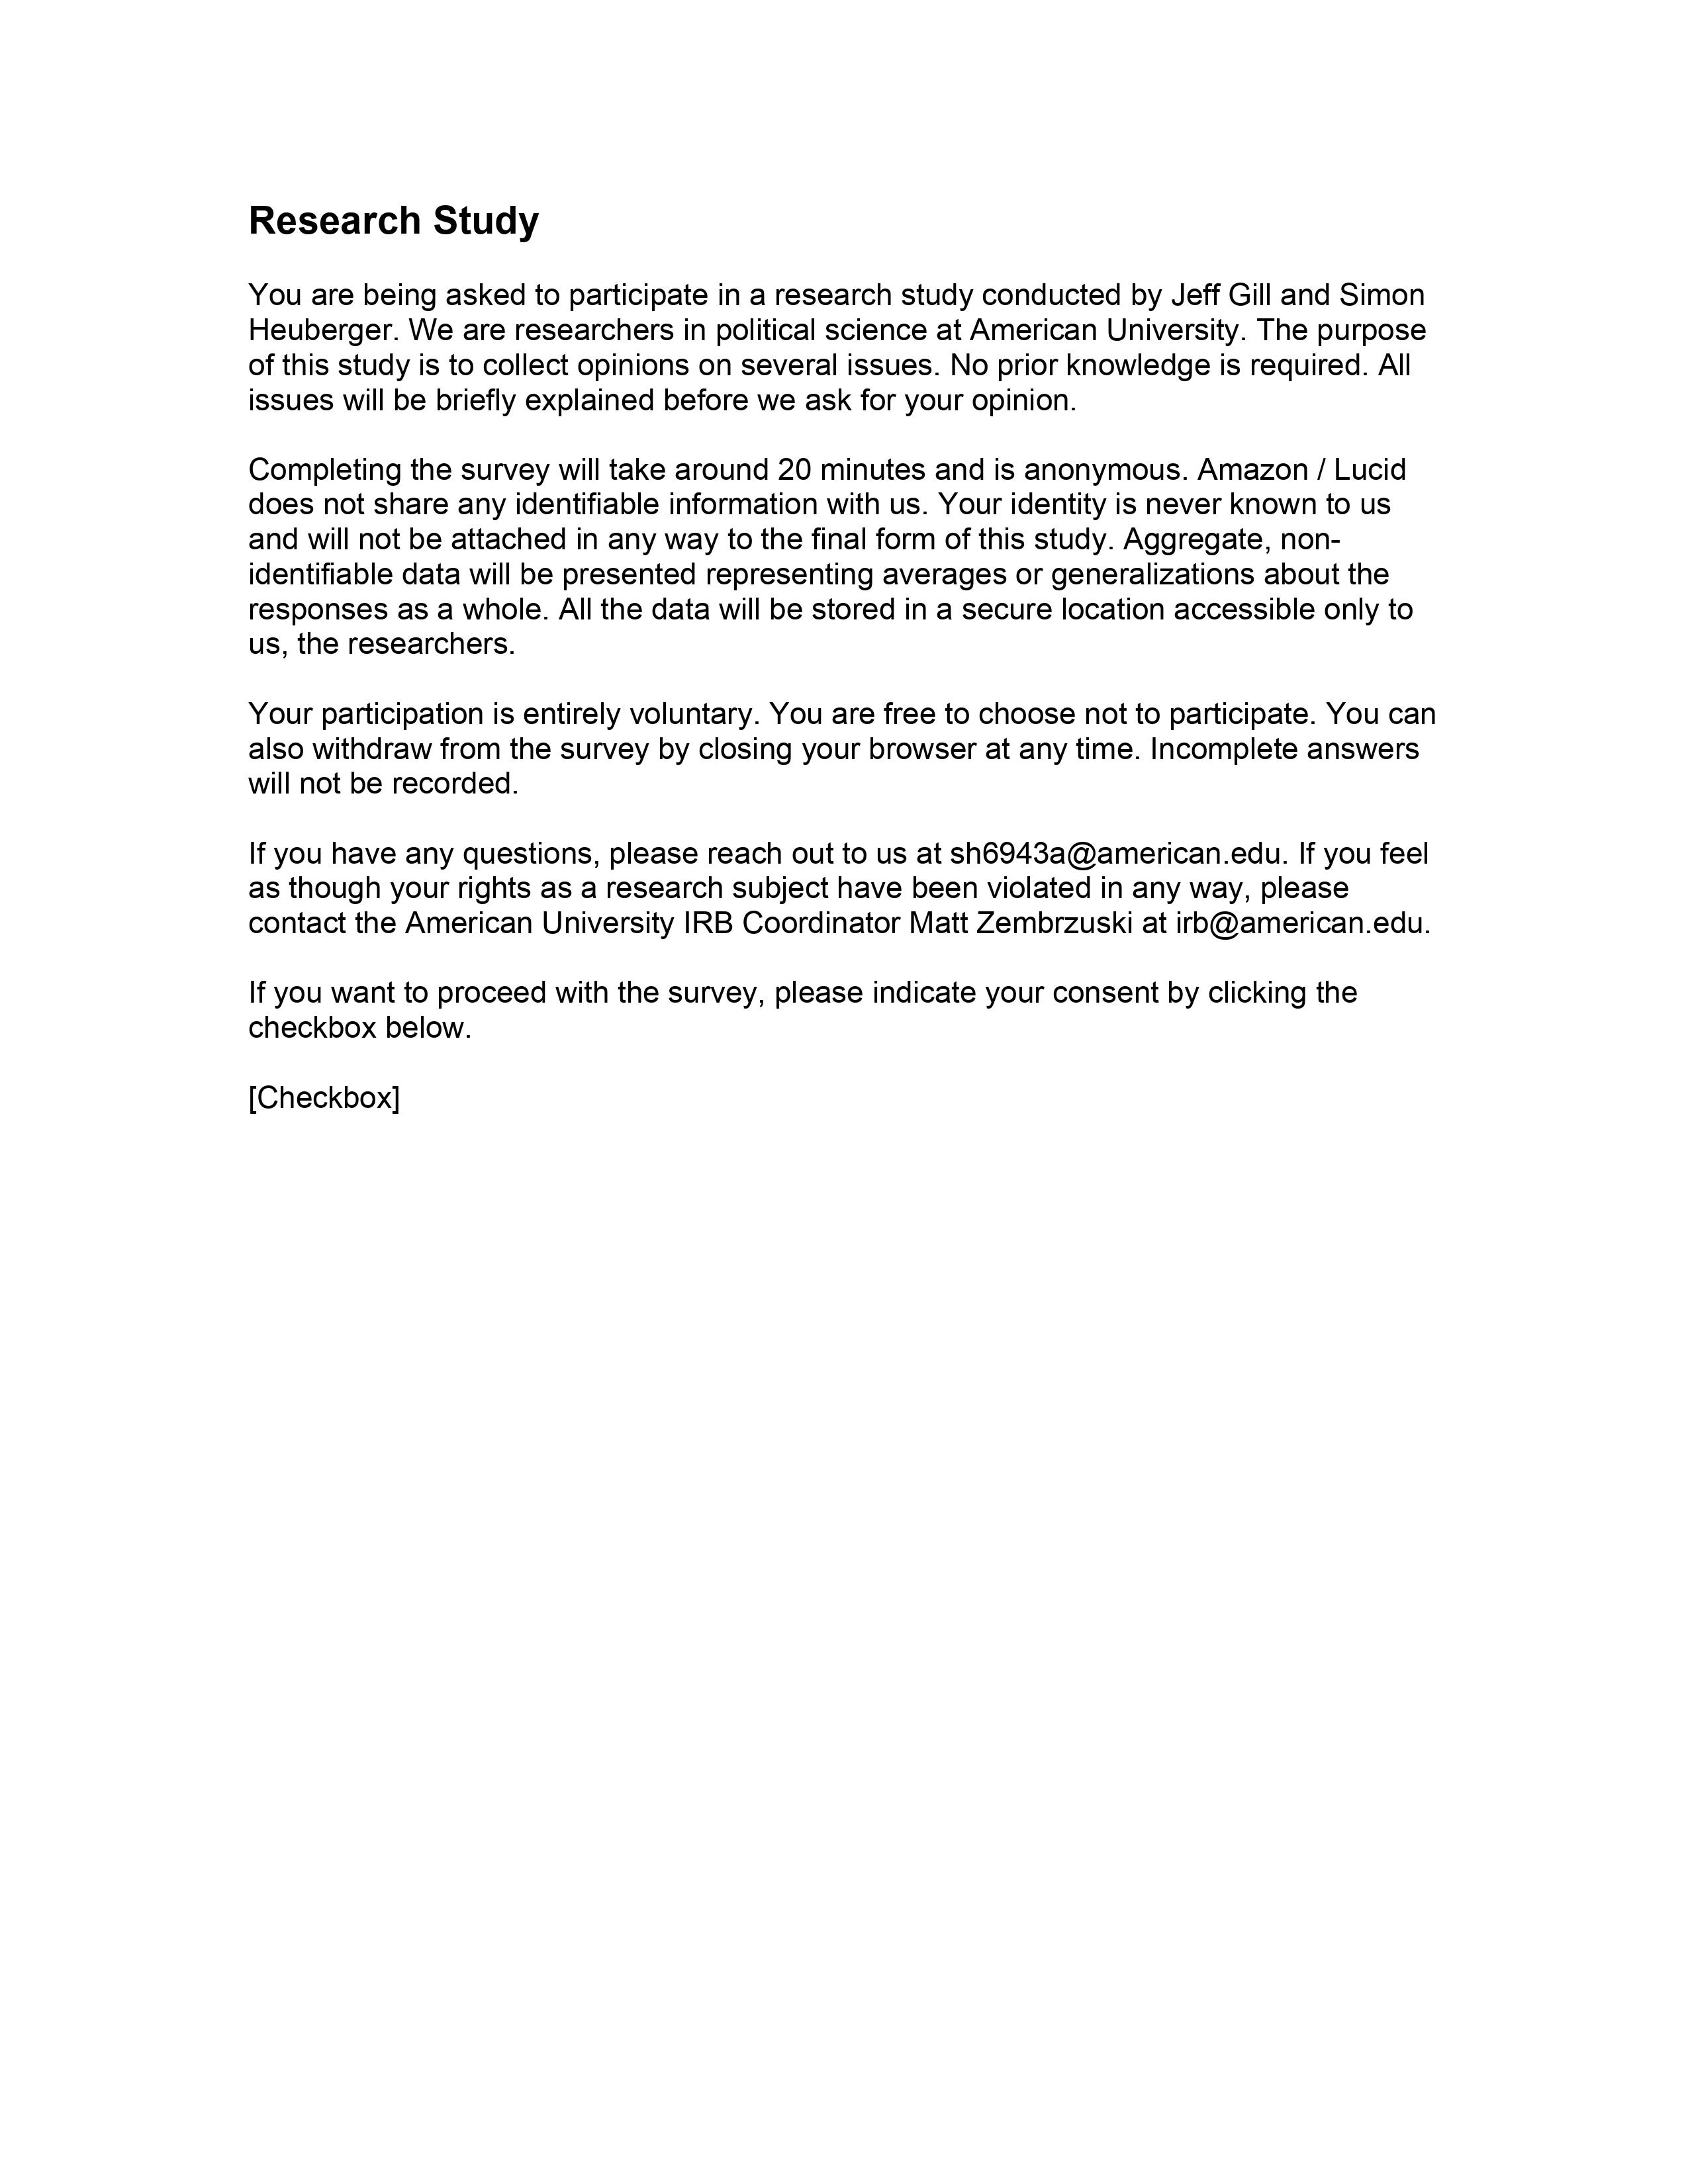 Research Study
You are being asked to participate in a research study conducted by Jeff Gill and Simon
Heuberger. We are researchers in political science at American University. The purpose
of this study is to collect opinions on several issues. No prior knowledge is required. All
issues will be briefly explained before we ask for your opinion.
Completing the survey will take around 20 minutes and is anonymous. Amazon / Lucid
does not share any identifiable information with us. Your identity is never known to us
and will not be attached in any way to the final form of this study. Aggregate, non-
identifiable data will be presented representing averages or generalizations about the
responses as a whole. All the data will be stored in a secure location accessible only to
us, the researchers.
Your participation is entirely voluntary. You are free to choose not to participate. You can
also withdraw from the survey by closing your browser at any time. Incomplete answers
will not be recorded.
If you have any questions, please reach out to us at sh6943a@american.edu. If you feel
as though your rights as a research subject have been violated in any way, please
contact the American University IRB Coordinator Matt Zembrzuski at irb@american.edu.
If you want to proceed with the survey, please indicate your consent by clicking the
checkbox below.
[Checkbox]